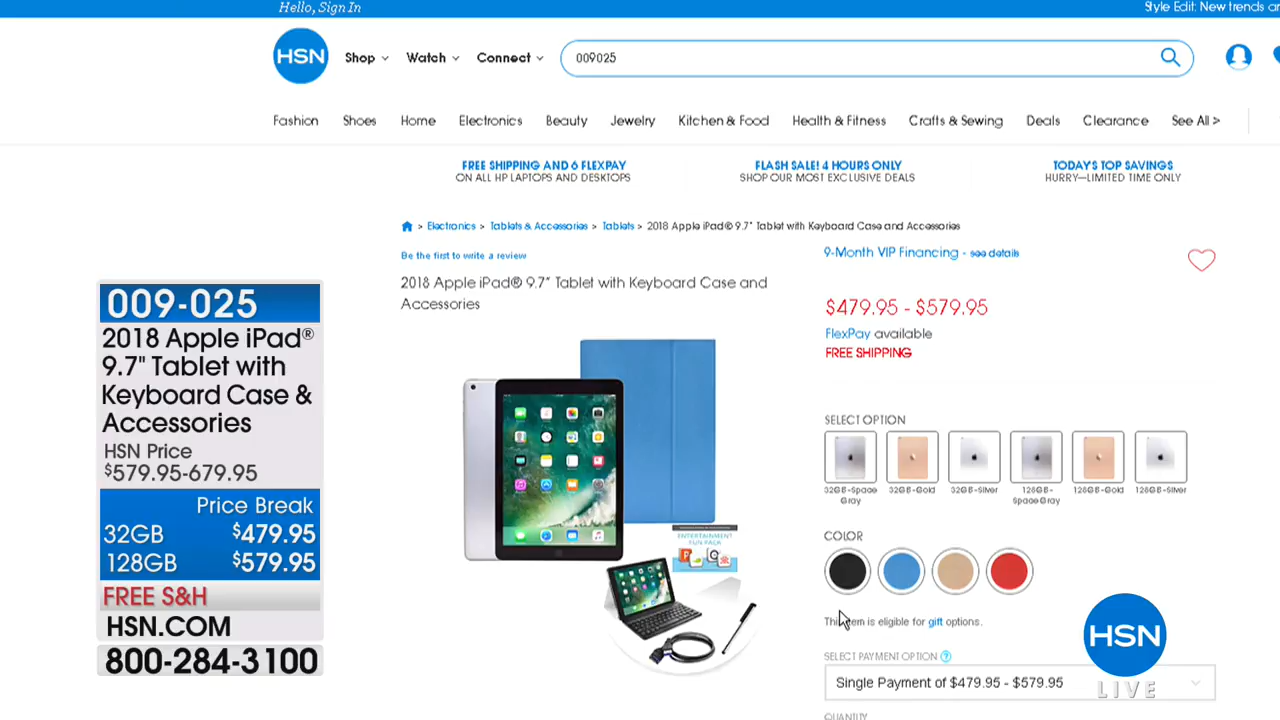 Hello, Sign In
Style Edit: New trends
HSN
Shop
Watch
Connect
009025
Fashion
Shoes
Home
Electronics
Beauty
Jewelry
Kitchen & Food
Health & Fitness
Crafts & Sewing
Deals
Clearance
See All >
FREE SHIPPING AND 6 FLEXPAY
ON ALL HP LAPTOPS AND DESKTOPS
FLASH SALE! 4 HOURS ONLY
SHOP OUR MOST EXCLUSIVE DEALS
TODAY'S TOP SAVINGS
HURRY—LIMITED TIME ONLY
> Electronics > Tablets & Accessories > Tablets > 2018 Apple iPad® 9.7" Tablet with Keyboard Case and Accessories
Be the first to write a review
2018 Apple iPad® 9.7" Tablet with Keyboard Case and
Accessories
ENTERTAINMENT
FUN PACK
9-Month VIP Financing - see details
$479.95 - $579.95
FlexPay available
FREE SHIPPING
SELECT OPTION
32GB-Space
Gray
32GB-Gold
32GB-Silver
128GB-
Space Gray
128GB-Gold
128GB-Silver
COLOR
This item is eligible for gift options.
SELECT PAYMENT OPTION ?
Single Payment of $479.95 - $579.95
QUANTITY
009-025
2018 Apple iPad®
9.7" Tablet with
Keyboard Case &
Accessories
HSN Price
$579.95-679.95
Price Break
32GB $479.95
128GB $579.95
FREE S&H
HSN.COM
800-284-3100
HSN
LIVE